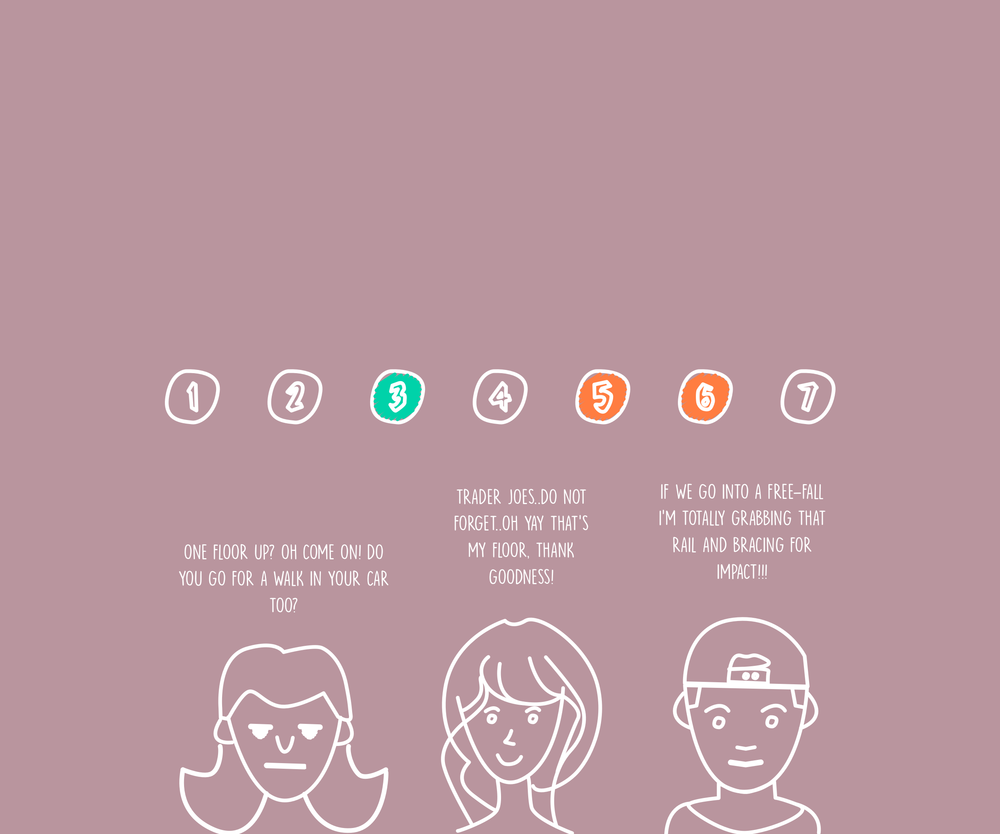 1 2 3 4 5 6 7
ONE FLOOR UP? OH COME ON! DO
YOU GO FOR A WALK IN YOUR CAR
TOO?
TRADER JOES..DO NOT
FORGET..OH YAY THAT'S
MY FLOOR, THANK
GOODNESS!
IF WE GO INTO A FREE-FALL
I'M TOTALLY GRABBING THAT
RAIL AND BRACING FOR
IMPACT!!!